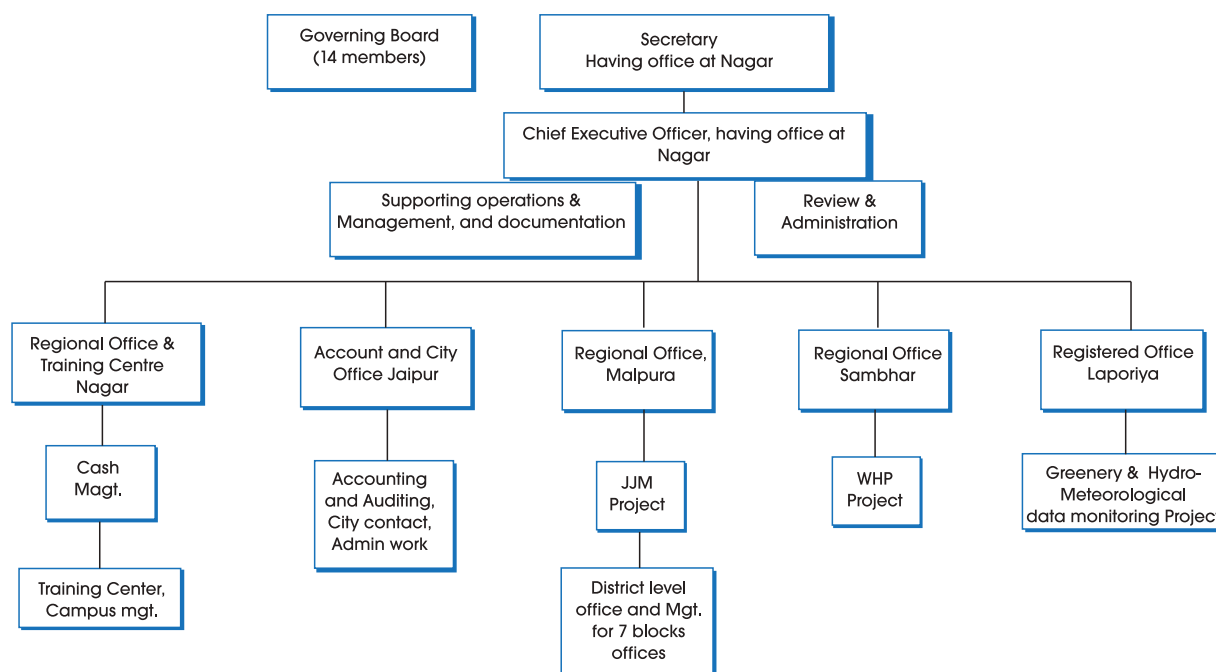 Governing Board
(14 members)
Secretary
Having office at Nagar
Chief Executive Officer, having office at
Nagar
Supporting operations &
Management, and documentation
Review &
Administration
Regional Office &
Training Centre
Nagar
Account and City
Office Jaipur
Regional Office,
Malpura
Regional Office
Sambhar
Registered Office
Laporiya
Cash
Magt.
Accounting
and Auditing,
City contact,
Admin work
JJM
Project
WHP
Project
Greenery & Hydro-
Meteorological
data monitoring Project
Training Center,
Campus mgt.
District level
office and Mgt.
for 7 blocks
offices